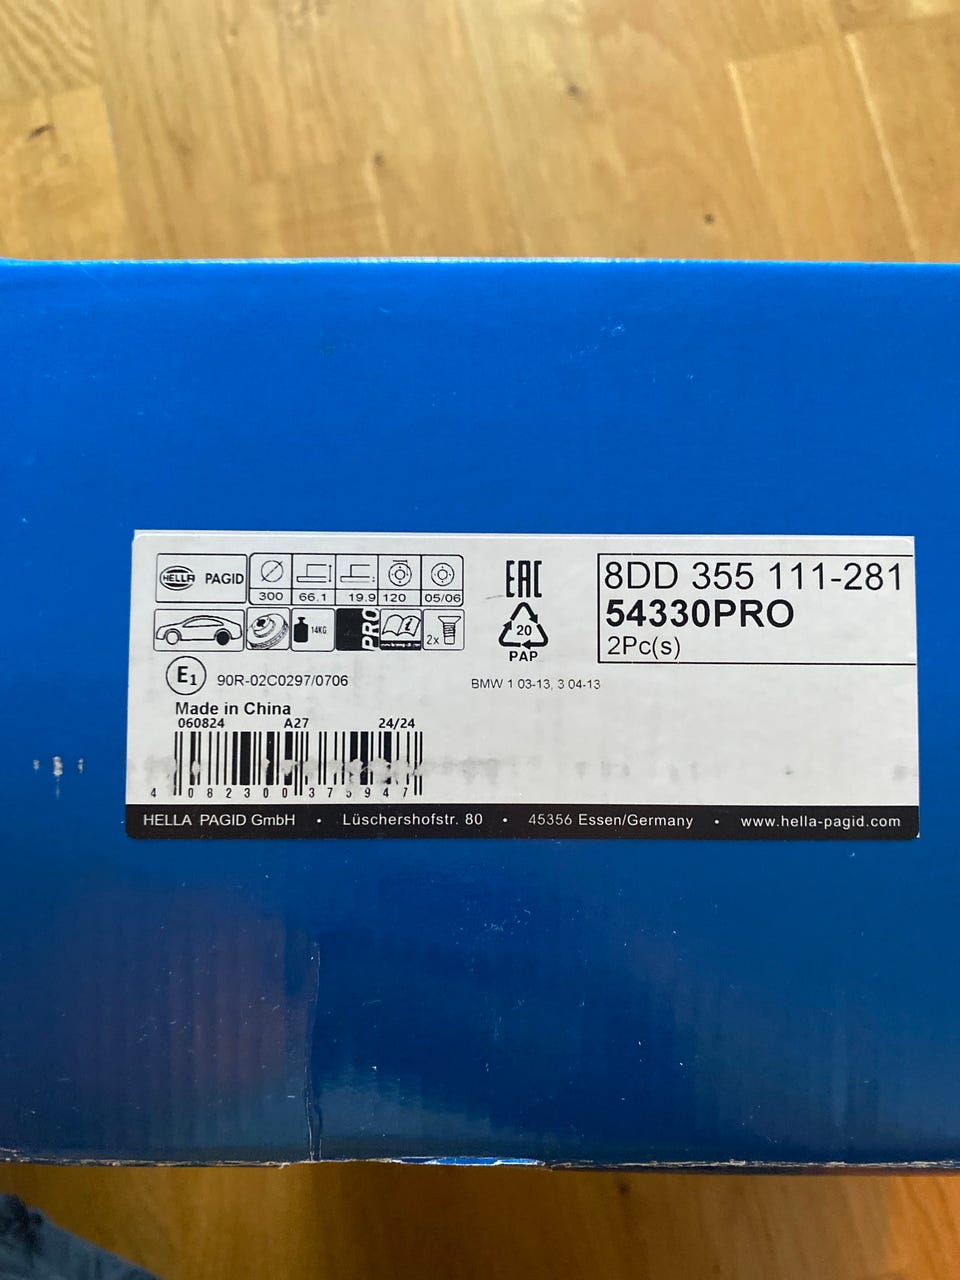 HELLA PAGID
300 66.1 19.9 120 05/06
14KG PRO 2x
EAC
20
PAP
8DD 355 111-281
54330PRO
2Pc(s)
E1 90R-02C0297/0706
BMW 1 03-13, 3 04-13
Made in China
060824 A27 24/24
4 082300 375947
HELLA PAGID GmbH • Lüschershofstr. 80 • 45356 Essen/Germany • www.hella-pagid.com